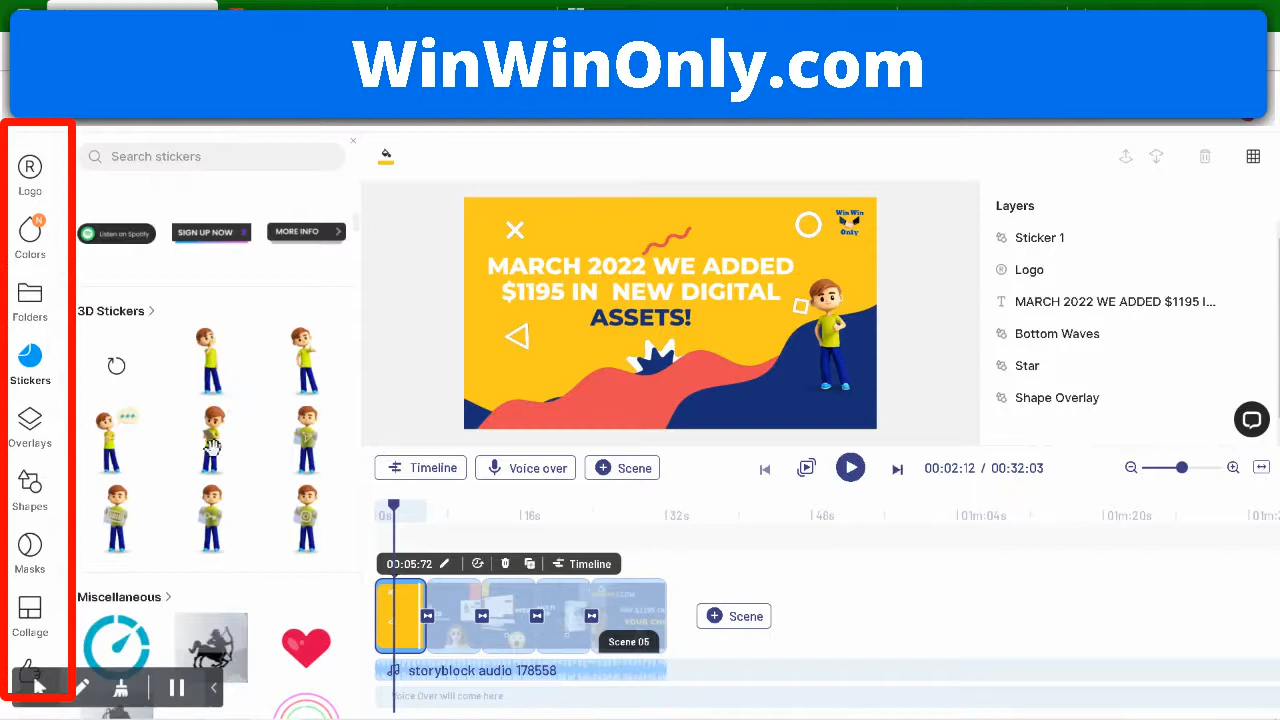 WinWinOnly.com
Logo
N
Colors
Folders
Stickers
Overlays
Shapes
Masks
Collage
Search stickers
Listen on Spotify
SIGN UP NOW
MORE INFO
3D Stickers
Miscellaneous
Win Win
Only
MARCH 2022 WE ADDED
$1195 IN NEW DIGITAL
ASSETS!
Layers
Sticker 1
Logo
MARCH 2022 WE ADDED $1195 I...
Bottom Waves
Star
Shape Overlay
Timeline
Voice over
Scene
00:02:12 / 00:32:03
0s
16s
32s
48s
01m:04s
01m:20s
00:05:72
Timeline
Scene 05
Scene
storyblock audio 178558
Voice Over will come here